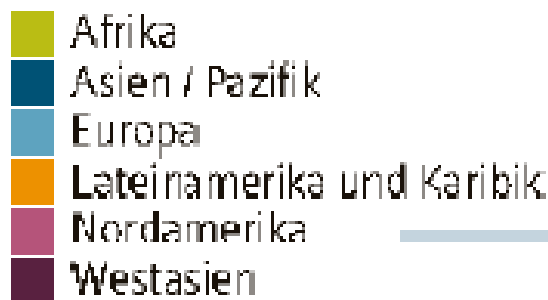 Afrika
Asien / Pazifik
Europa
Lateinamerika und Karibik
Nordamerika
Westasien